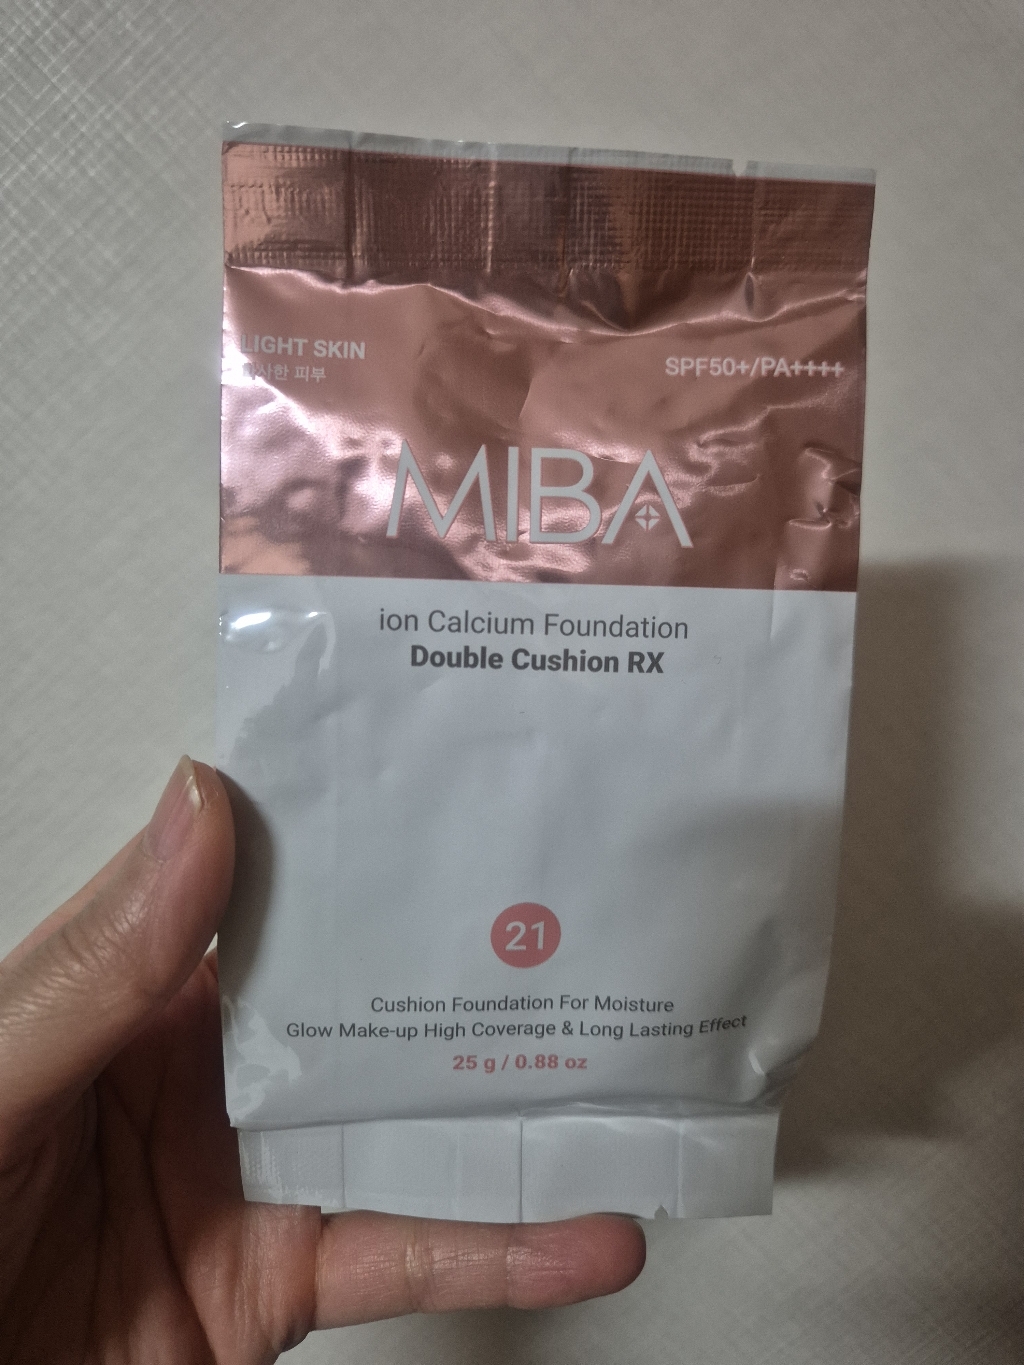 LIGHT SKIN
화사한 피부
SPF50+/PA++++
MIBA
ion Calcium Foundation
Double Cushion RX
21
Cushion Foundation For Moisture
Glow Make-up High Coverage & Long Lasting Effect
25 g / 0.88 oz